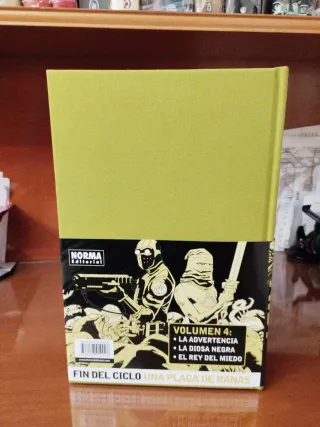 NORMA
Editorial
VOLUMEN 4:
• LA ADVERTENCIA
• LA DIOSA NEGRA
• EL REY DEL MIEDO
FIN DEL CICLO UNA PLAGA DE RANAS